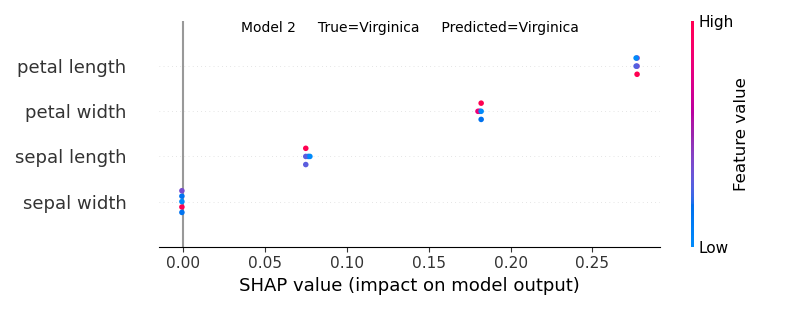 Model 2 True=Virginica Predicted=Virginica
High
petal length
petal width
sepal length
sepal width
Feature value
Low
0.00 0.05 0.10 0.15 0.20 0.25
SHAP value (impact on model output)